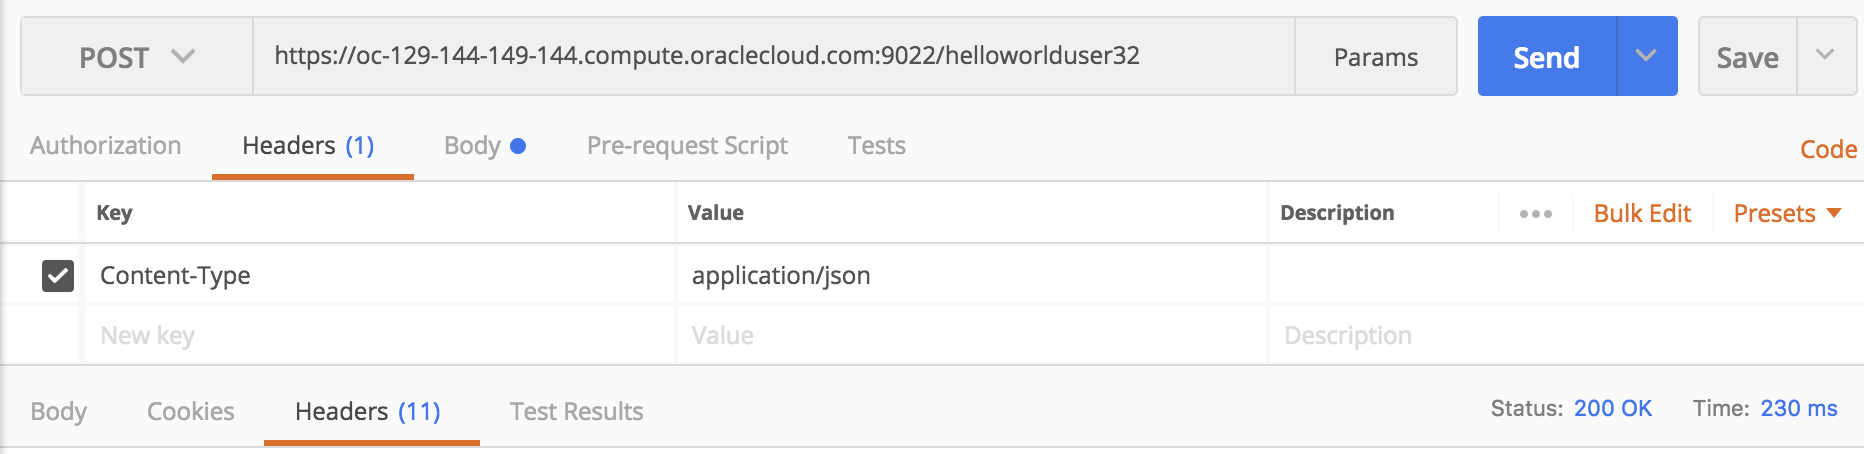 POST https://oc-129-144-149-144.compute.oraclecloud.com:9022/helloworlduser32 Params Send Save
Authorization Headers (1) Body Pre-request Script Tests Code
Key Value Description ••• Bulk Edit Presets
Content-Type application/json
New key Value Description
Body Cookies Headers (11) Test Results Status: 200 OK Time: 230 ms